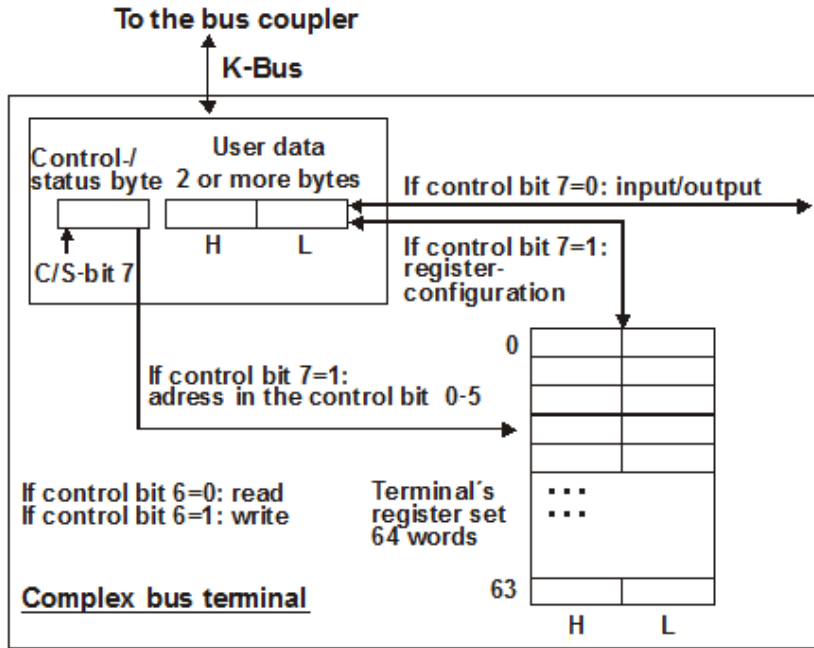 To the bus coupler
K-Bus
Control-/
status byte
User data
2 or more bytes
H
L
C/S-bit 7
If control bit 7=0: input/output
If control bit 7=1:
register-
configuration
If control bit 7=1:
adress in the control bit 0-5
0
If control bit 6=0: read
If control bit 6=1: write
Terminal´s
register set
64 words
...
...
63
H
L
Complex bus terminal